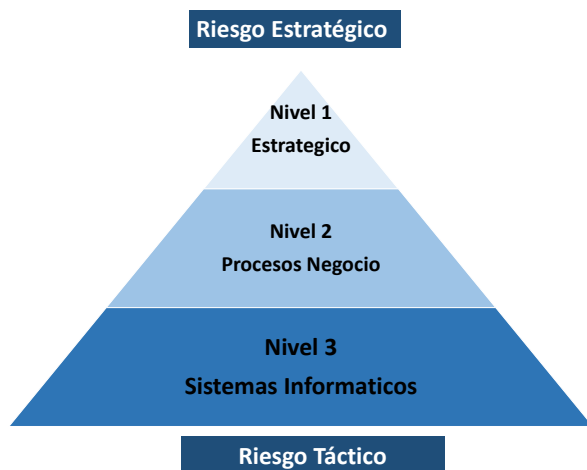 Riesgo Estratégico
Nivel 1
Estrategico
Nivel 2
Procesos Negocio
Nivel 3
Sistemas Informaticos
Riesgo Táctico